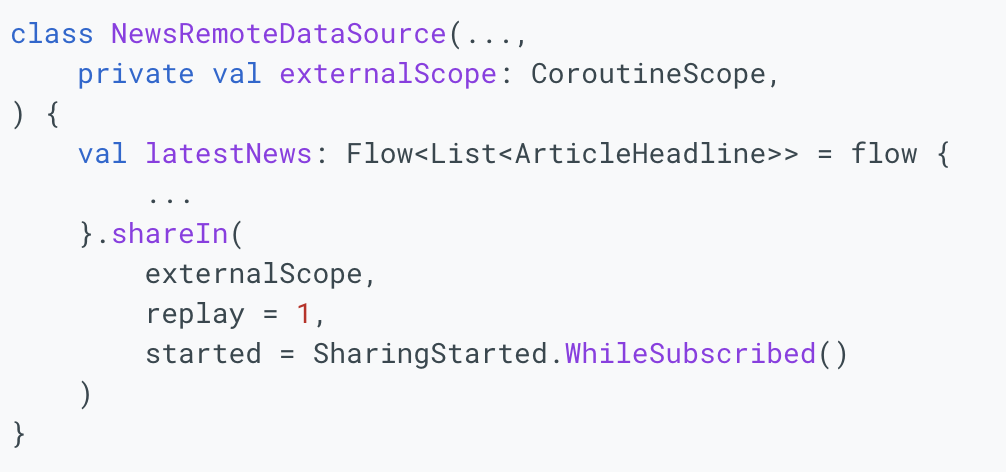 class NewsRemoteDataSource(...,
    private val externalScope: CoroutineScope,
) {
    val latestNews: Flow<List<ArticleHeadline>> = flow {
        ...
    }.shareIn(
        externalScope,
        replay = 1,
        started = SharingStarted.WhileSubscribed()
    )
}